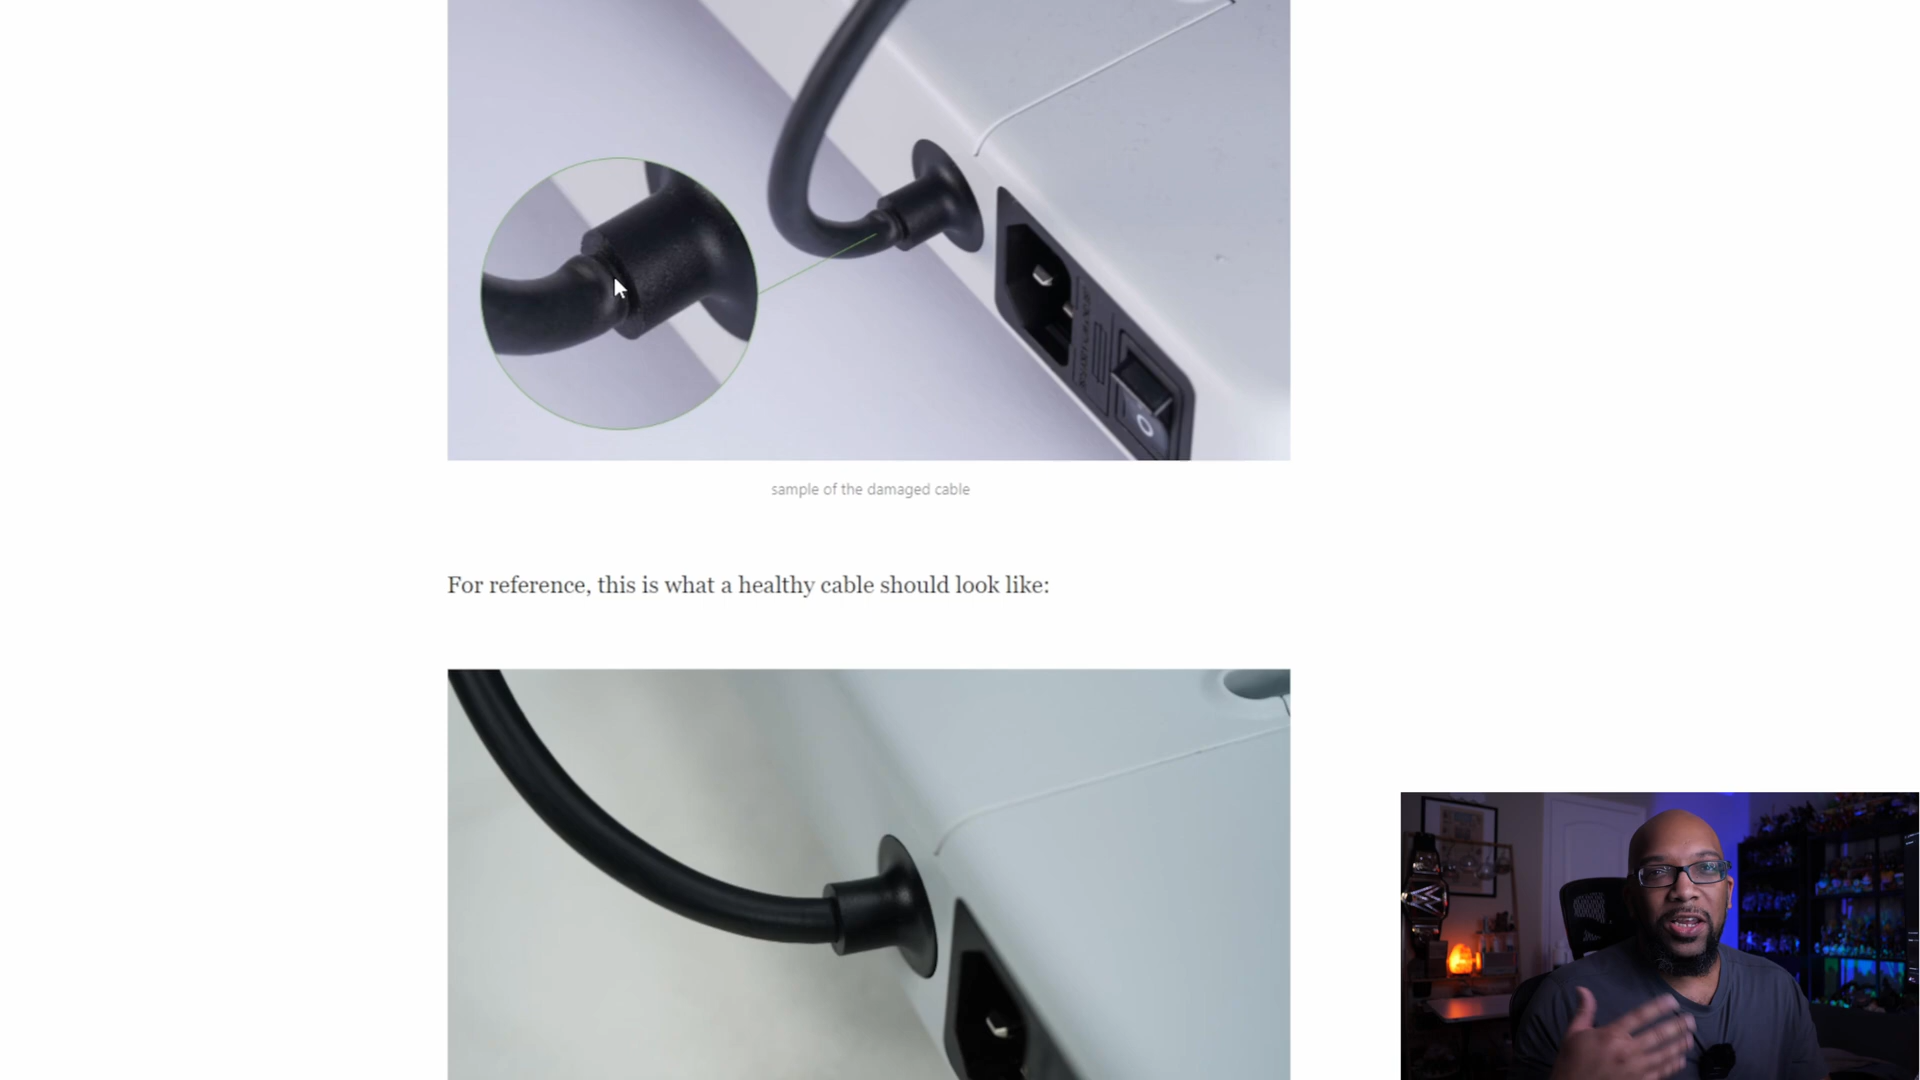 sample of the damaged cable
For reference, this is what a healthy cable should look like: